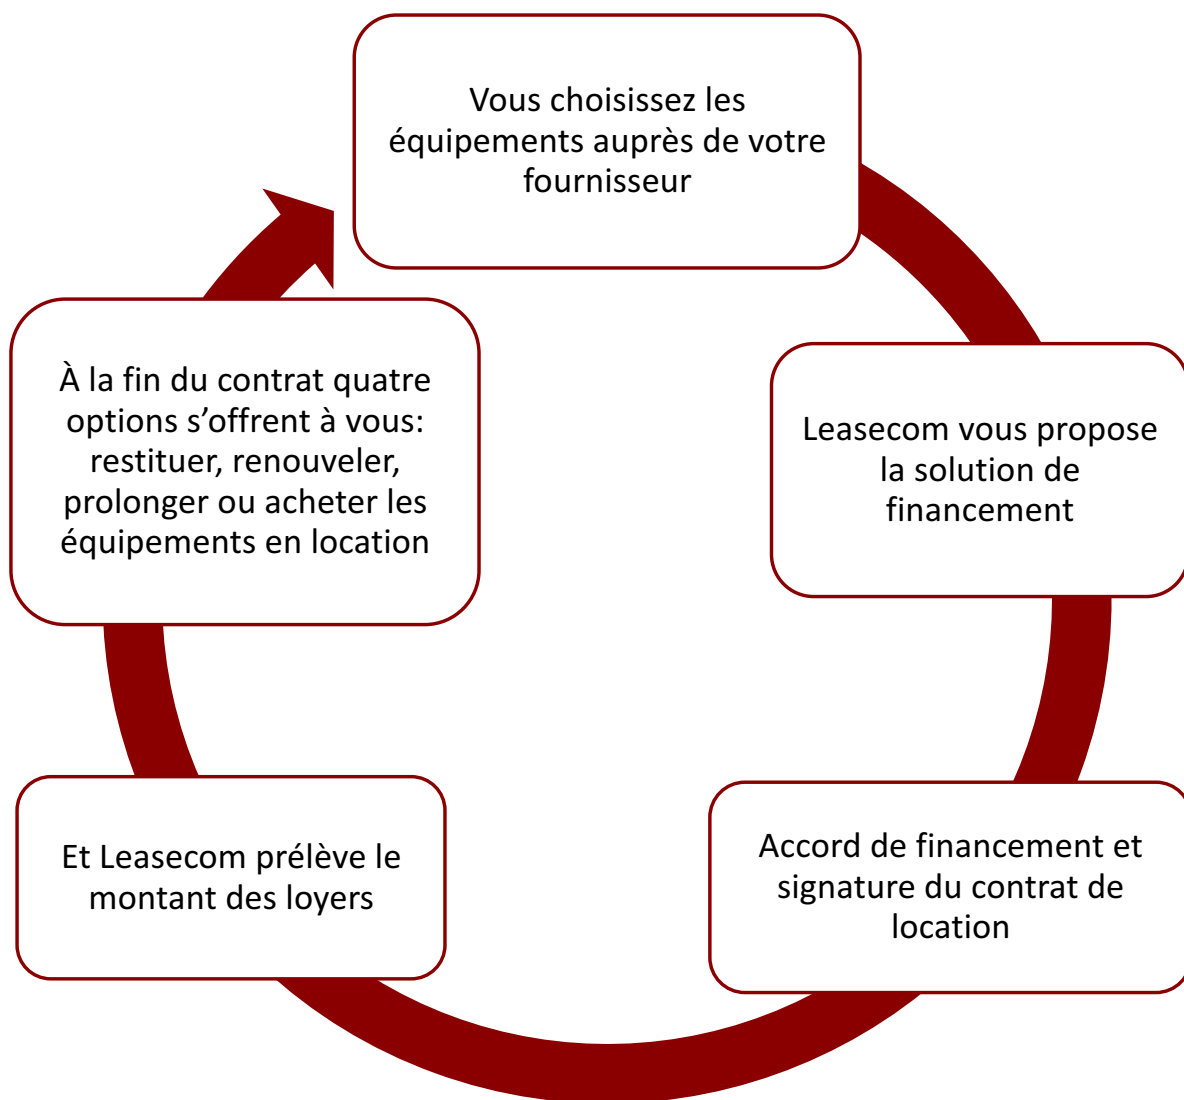 Vous choisissez les
équipements auprès de votre
fournisseur
Leasecom vous propose
la solution de
financement
Accord de financement et
signature du contrat de
location
Et Leasecom prélève le
montant des loyers
À la fin du contrat quatre
options s’offrent à vous:
restituer, renouveler,
prolonger ou acheter les
équipements en location